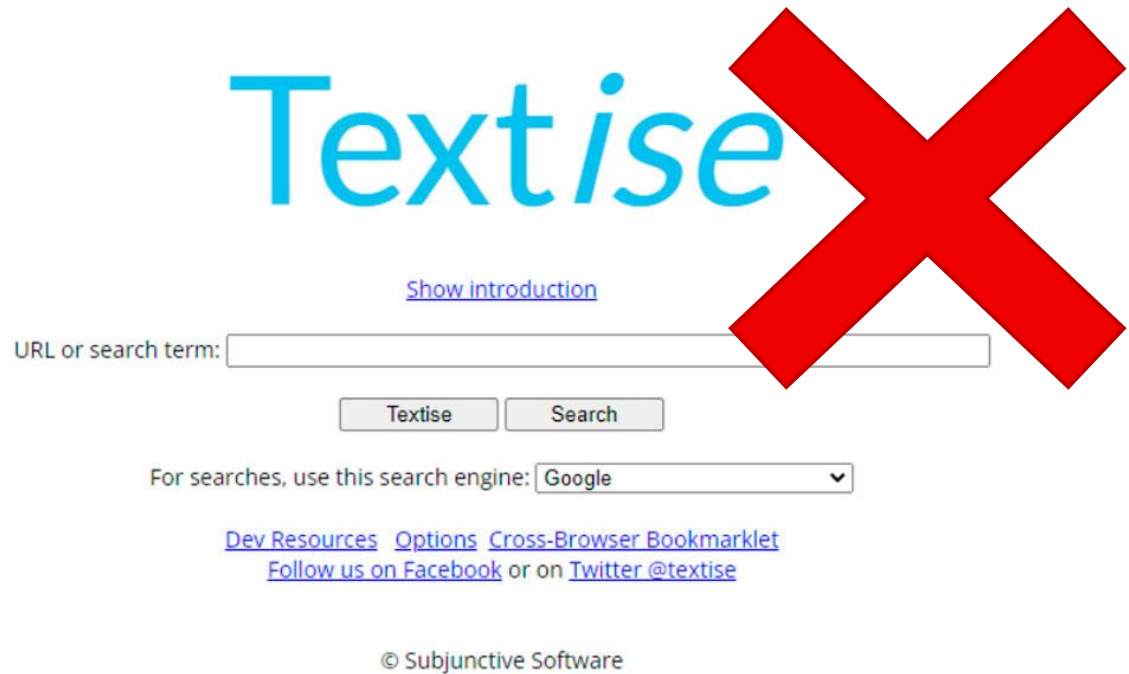 Textise
Show introduction
URL or search term:
Textise Search
For searches, use this search engine: Google
Dev Resources Options Cross-Browser Bookmarklet
Follow us on Facebook or on Twitter @textise
© Subjunctive Software